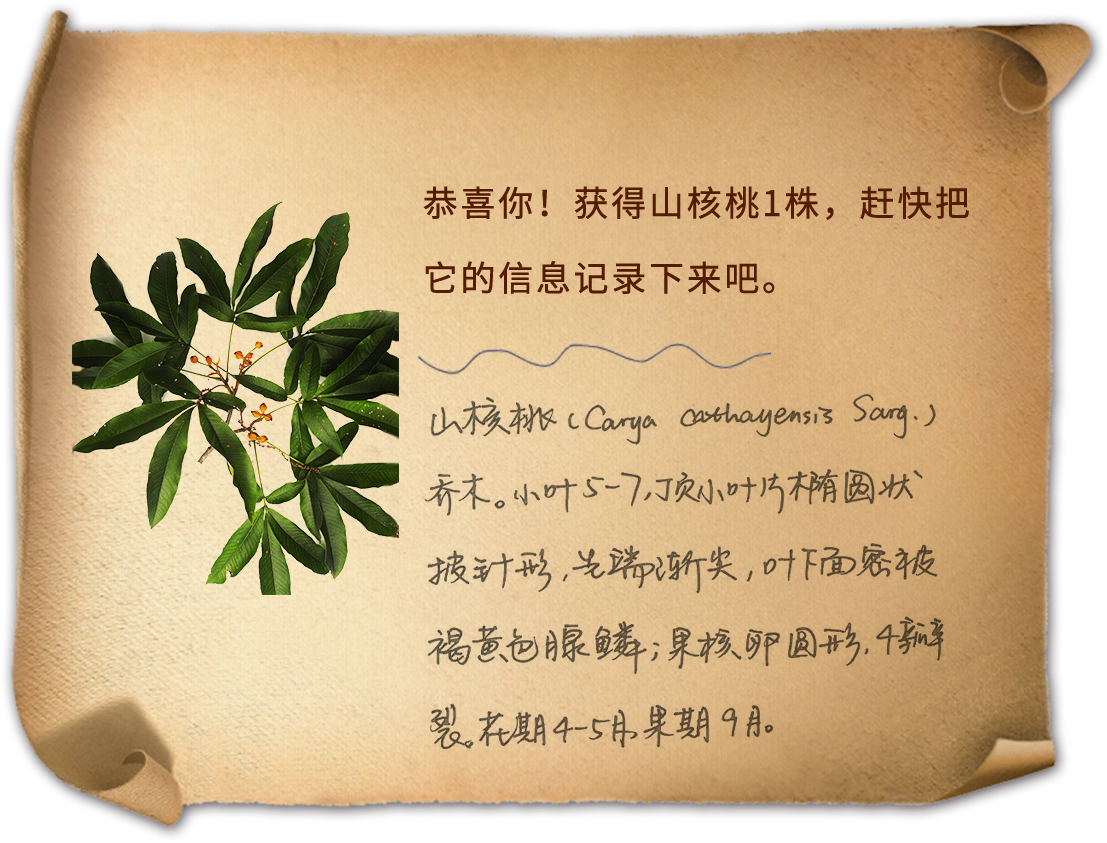 恭喜你！获得山核桃1株，赶快把
它的信息记录下来吧。
山核桃（Carya cathayensis Sarg.）
乔木。小叶5-7，顶小叶片椭圆状
披针形，先端渐尖，叶下面密被
褐黄色腺鳞；果核卵圆形，4瓣
裂。花期4-5月，果期9月。